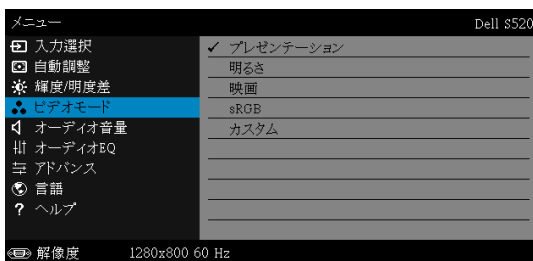 メニュー Dell S520
入力選択
自動調整
輝度/明度差
ビデオモード
オーディオ音量
オーディオEQ
アドバンス
言語
? ヘルプ
✓ プレゼンテーション
明るさ
映画
sRGB
カスタム
解像度 1280x800 60 Hz